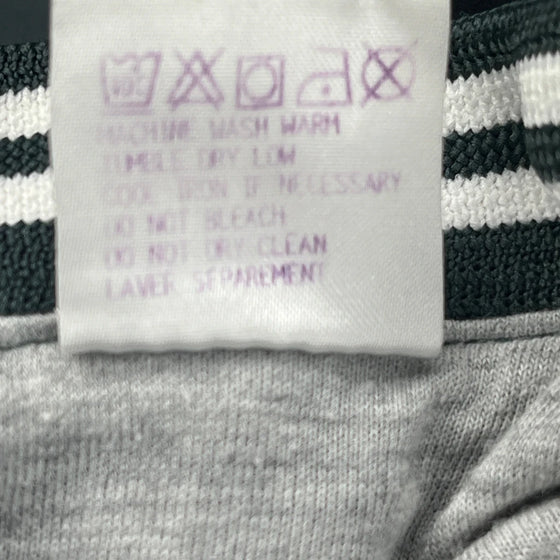 MACHINE WASH WARM
TUMBLE DRY LOW
COOL IRON IF NECESSARY
DO NOT BLEACH
DO NOT DRY CLEAN
LAVER SEPAREMENT